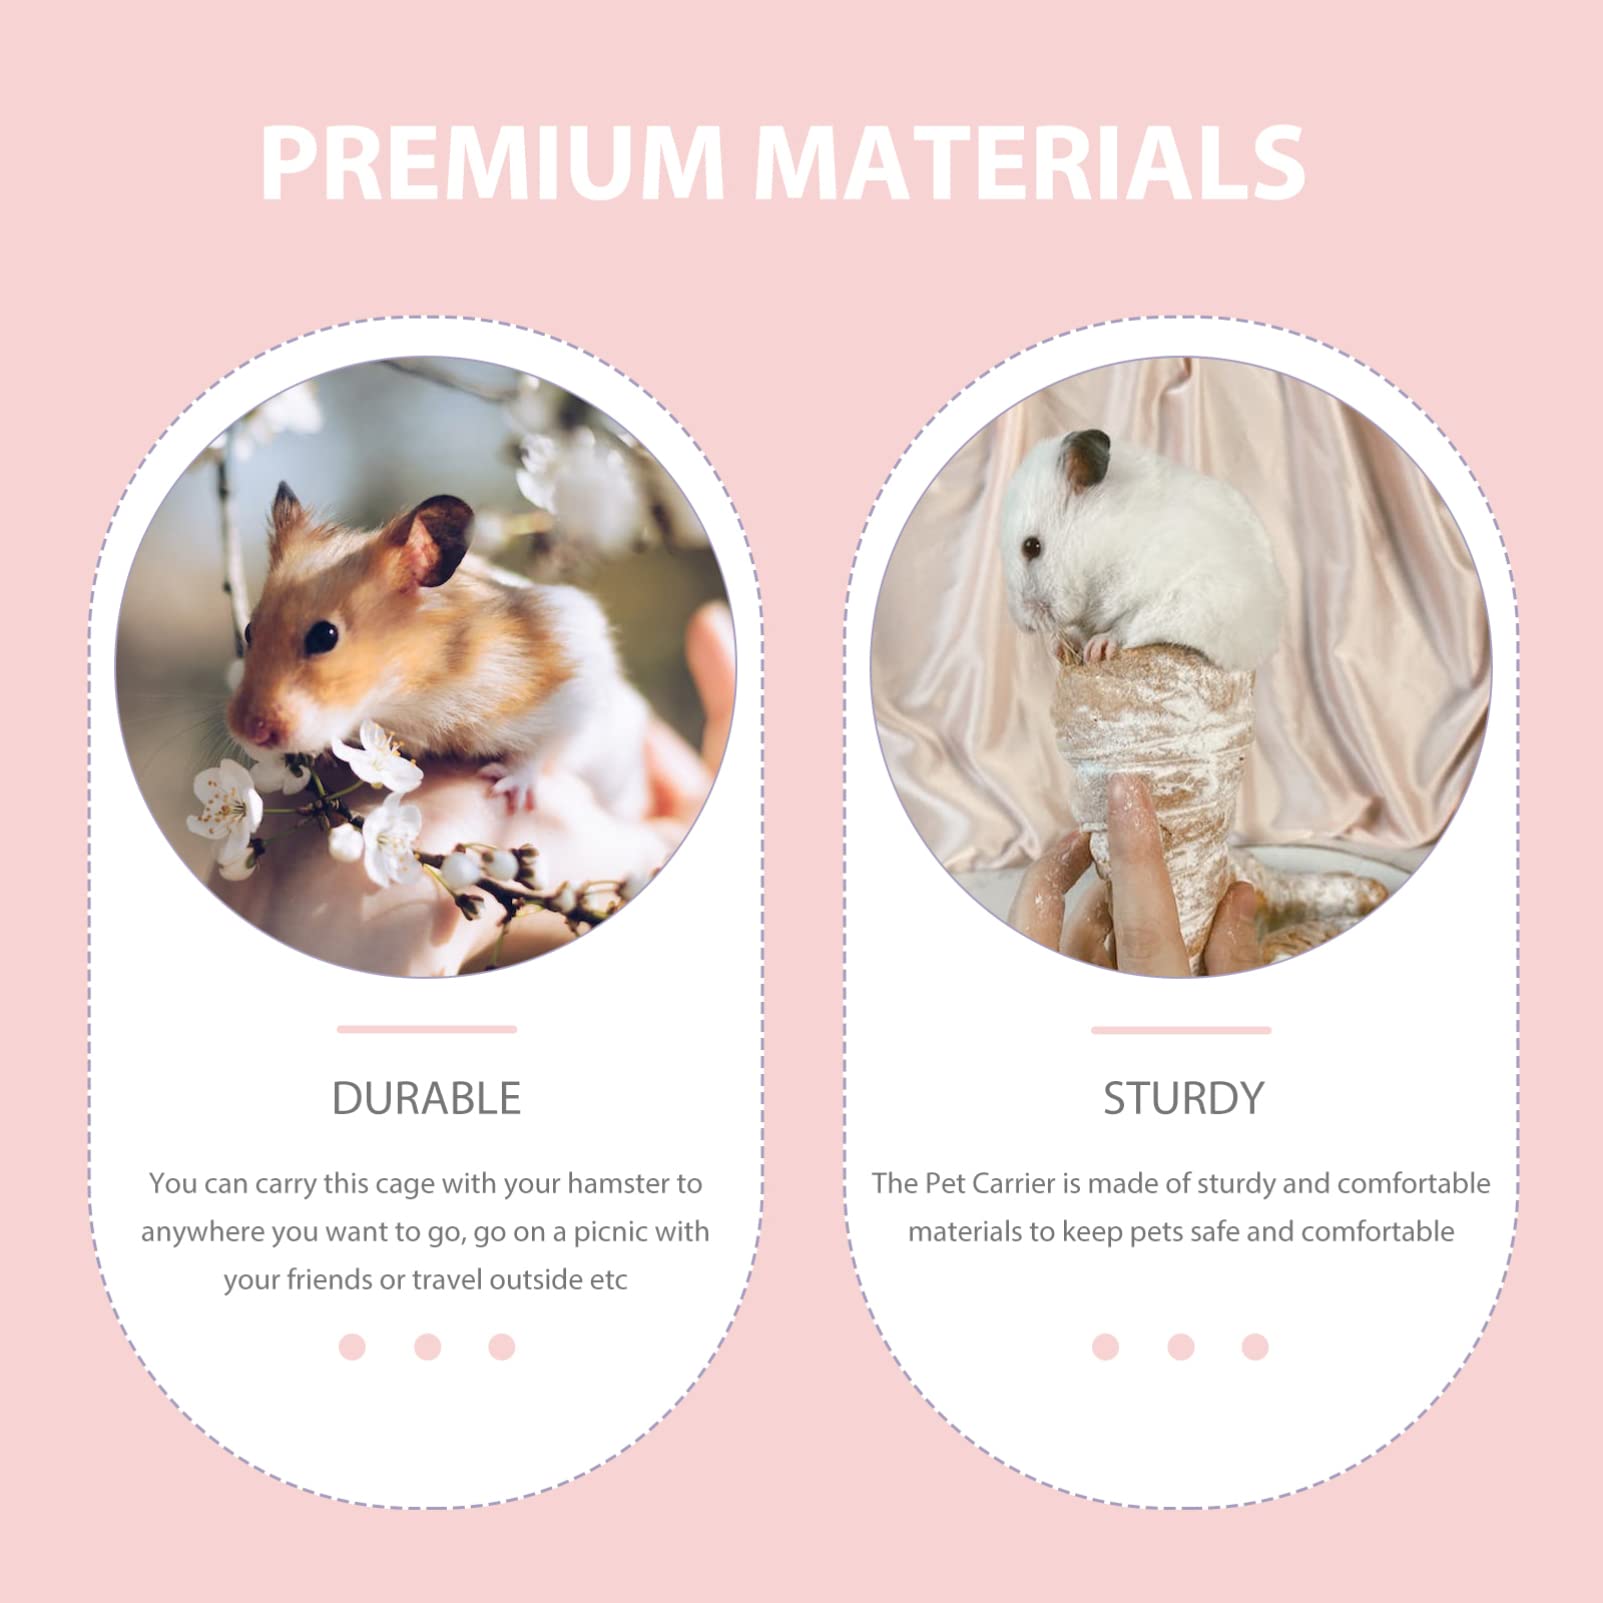 PREMIUM MATERIALS
DURABLE
You can carry this cage with your hamster to
anywhere you want to go, go on a picnic with
your friends or travel outside etc
STURDY
The Pet Carrier is made of sturdy and comfortable
materials to keep pets safe and comfortable